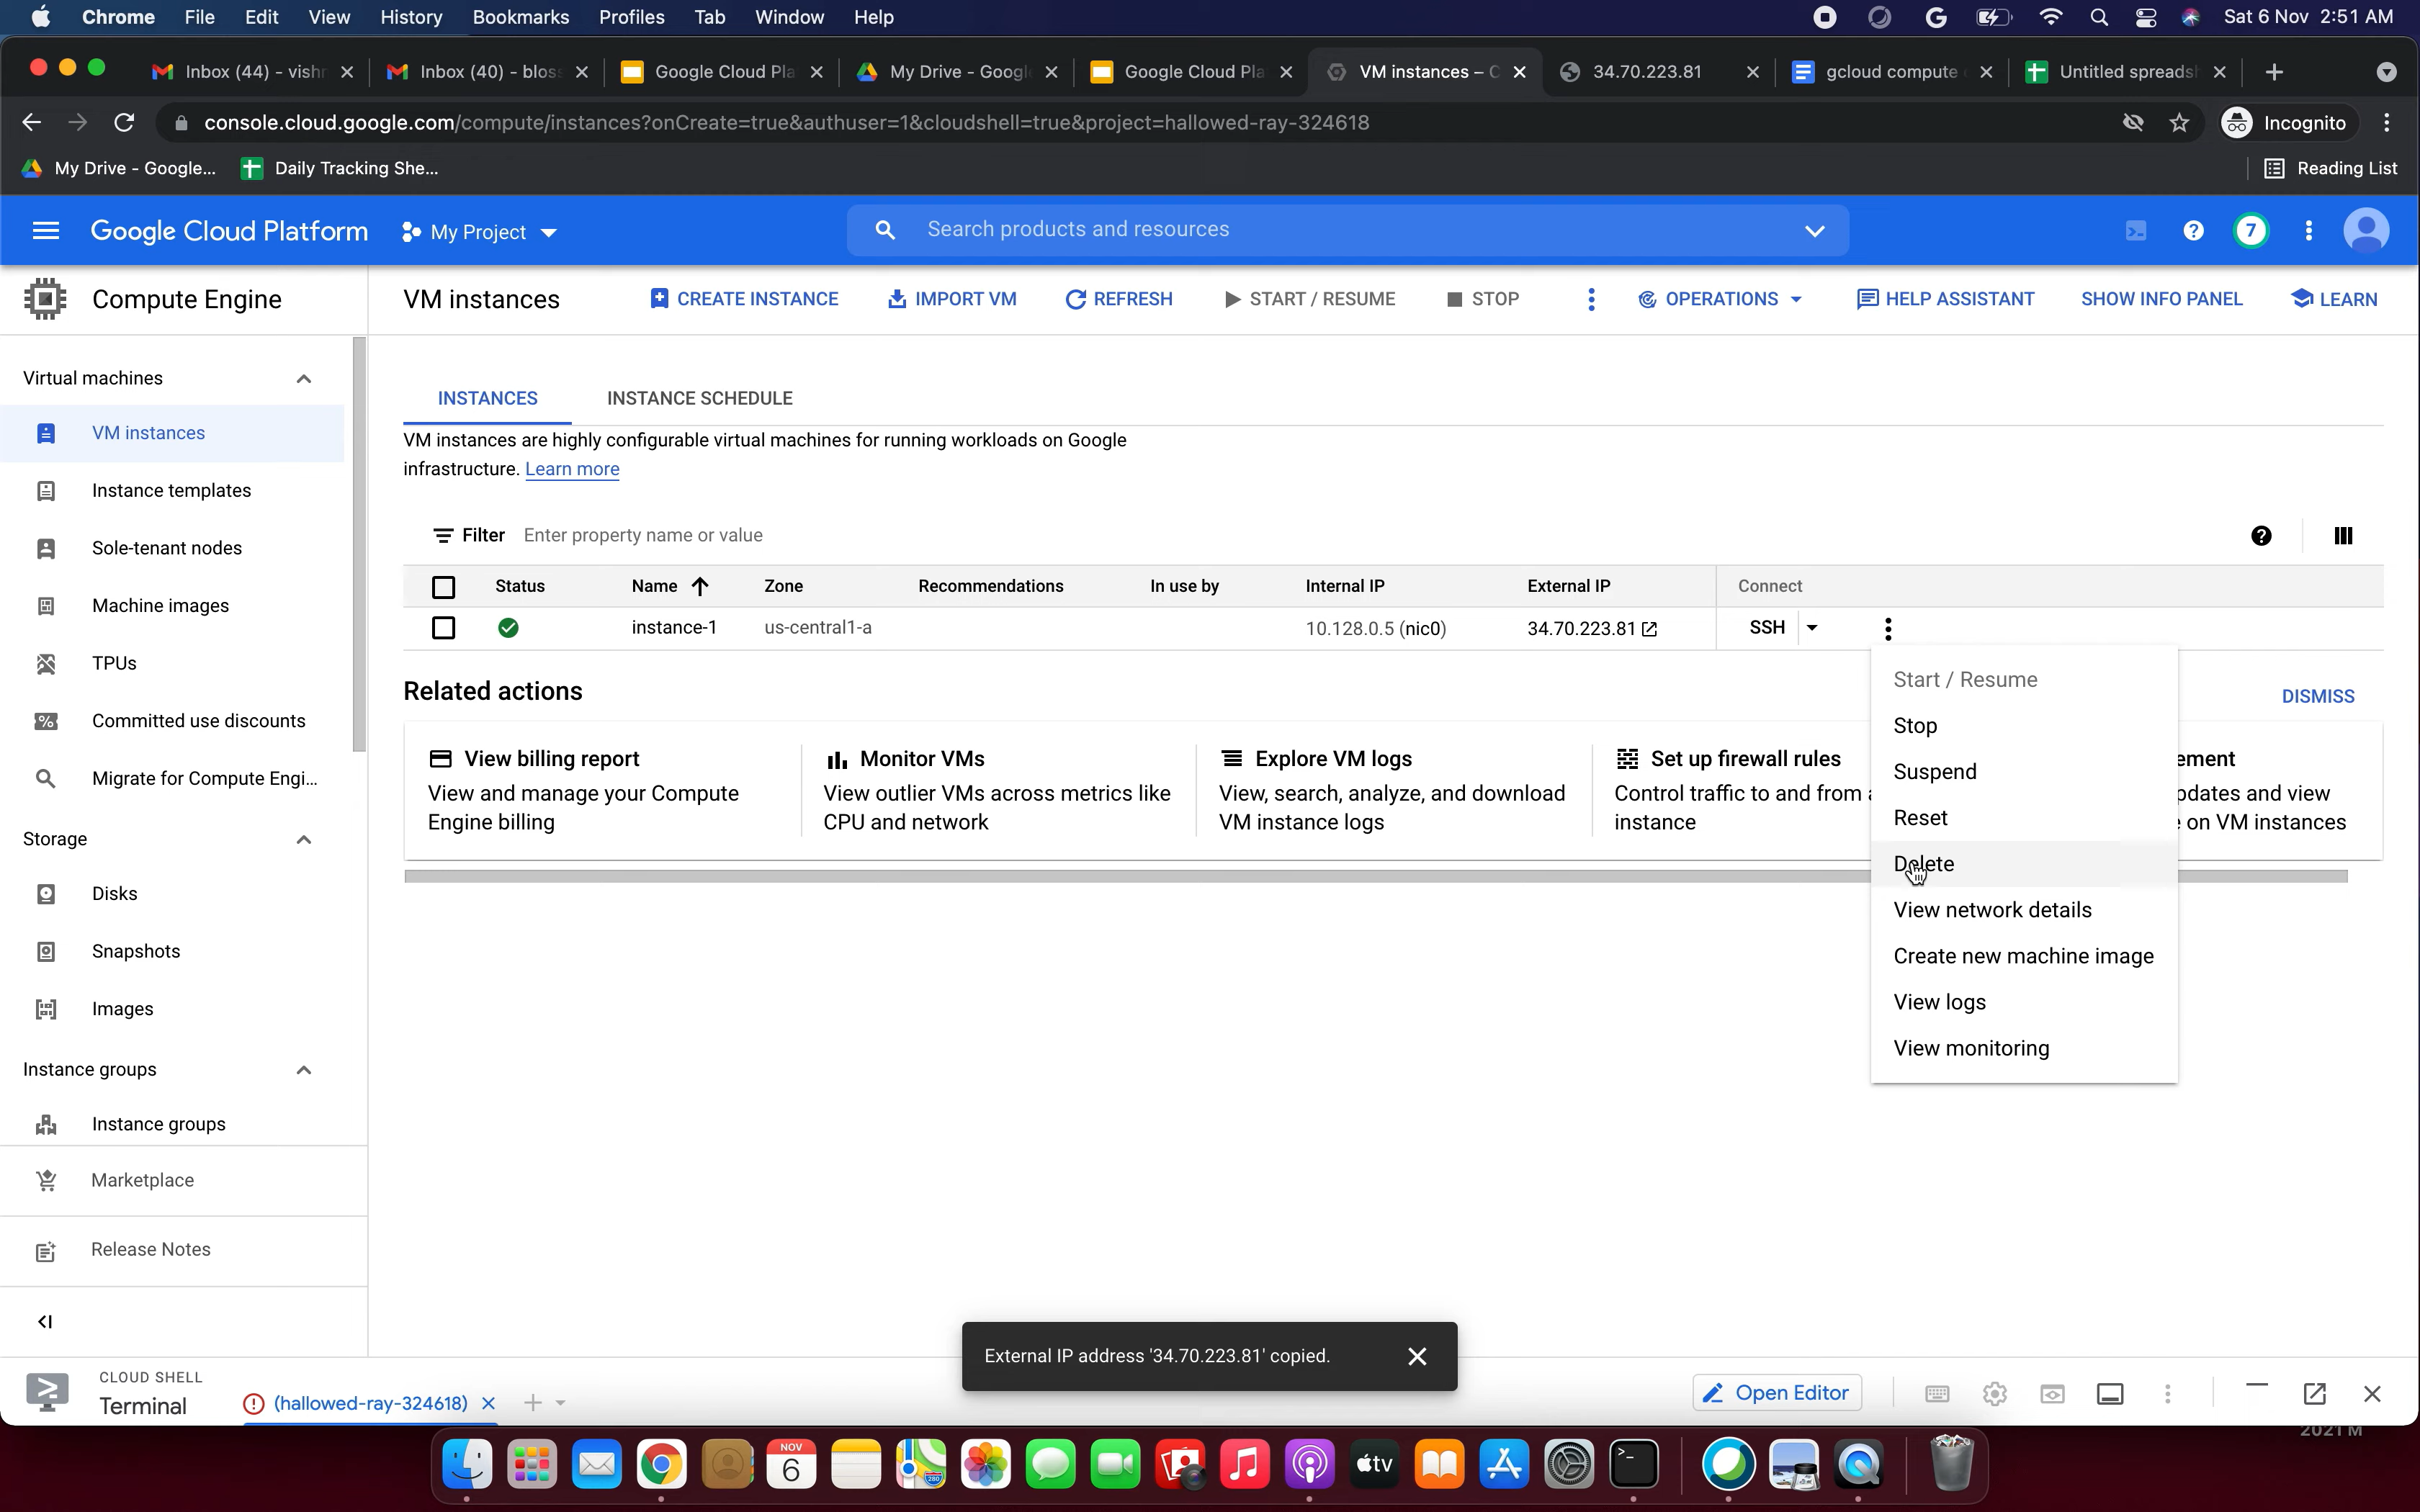 Chrome File Edit View History Bookmarks Profiles Tab Window Help Sat 6 Nov 2:51 AM
Inbox (44) - vishr Inbox (40) - bloss Google Cloud Pla My Drive - Googl Google Cloud Pla VM instances – C 34.70.223.81 gcloud compute Untitled spreads
console.cloud.google.com/compute/instances?onCreate=true&authuser=1&cloudshell=true&project=hallowed-ray-324618 Incognito
My Drive - Google... Daily Tracking She... Reading List
Google Cloud Platform My Project Search products and resources 7
Compute Engine
VM instances CREATE INSTANCE IMPORT VM REFRESH START / RESUME STOP OPERATIONS HELP ASSISTANT SHOW INFO PANEL LEARN
Virtual machines
VM instances
Instance templates
Sole-tenant nodes
Machine images
TPUs
Committed use discounts
Migrate for Compute Engi...
Storage
Disks
Snapshots
Images
Instance groups
Instance groups
Marketplace
Release Notes
INSTANCES INSTANCE SCHEDULE
VM instances are highly configurable virtual machines for running workloads on Google
infrastructure. Learn more
Filter Enter property name or value
Status Name Zone Recommendations In use by Internal IP External IP Connect
instance-1 us-central1-a 10.128.0.5 (nic0) 34.70.223.81 SSH
Related actions DISMISS
View billing report
View and manage your Compute
Engine billing
Monitor VMs
View outlier VMs across metrics like
CPU and network
Explore VM logs
View, search, analyze, and download
VM instance logs
Set up firewall rules
Control traffic to and from a
instance
ement
pdates and view
on VM instances
Start / Resume
Stop
Suspend
Reset
Delete
View network details
Create new machine image
View logs
View monitoring
External IP address '34.70.223.81' copied.
CLOUD SHELL
Terminal (hallowed-ray-324618) Open Editor
2021 M
NOV
6
280
tv